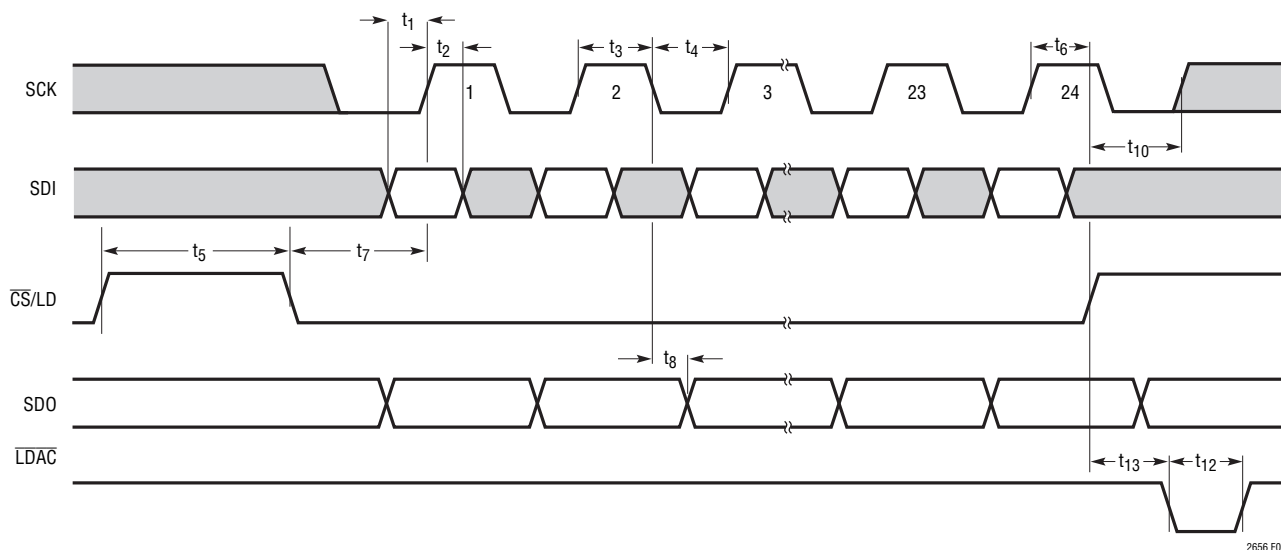 t1
t2
t3
t4
t6
SCK
1
2
3
23
24
t10
SDI
t5
t7
CS/LD
t8
SDO
LDAC
t13
t12
2656 F0